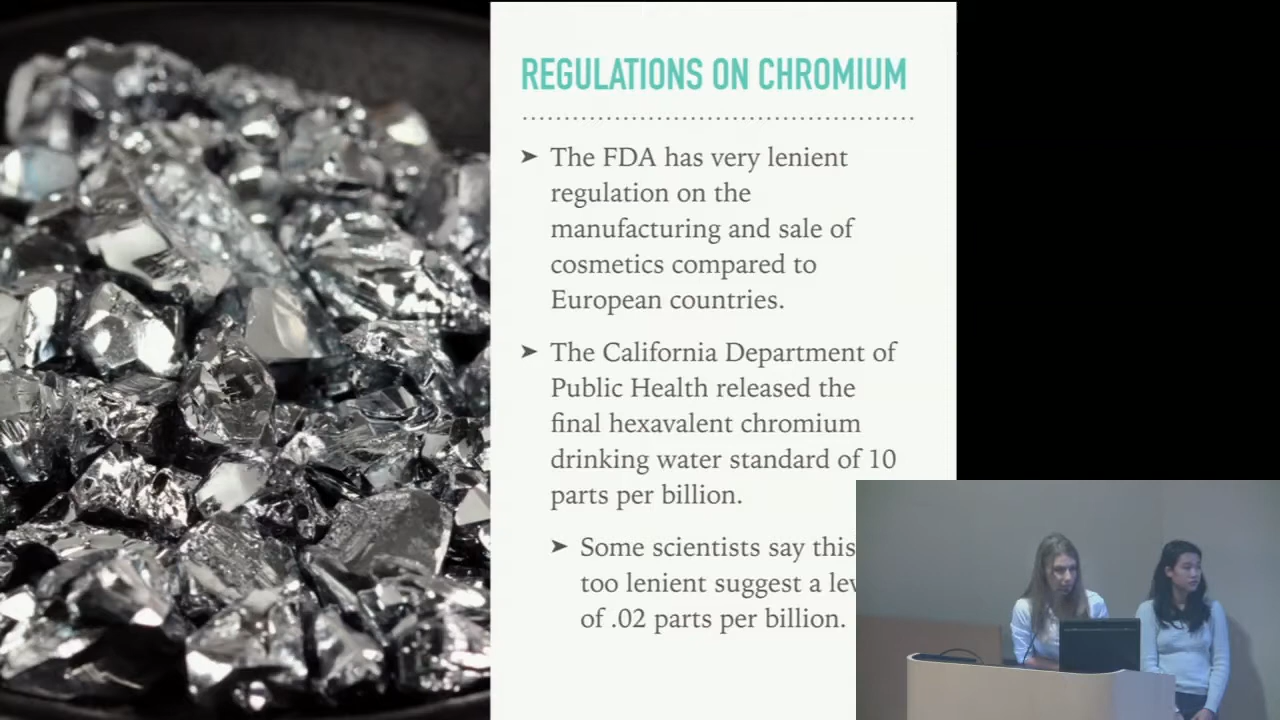 REGULATIONS ON CHROMIUM
➤ The FDA has very lenient
regulation on the
manufacturing and sale of
cosmetics compared to
European countries.
➤ The California Department of
Public Health released the
final hexavalent chromium
drinking water standard of 10
parts per billion.
➤ Some scientists say this
too lenient suggest a
of .02 parts per billion.